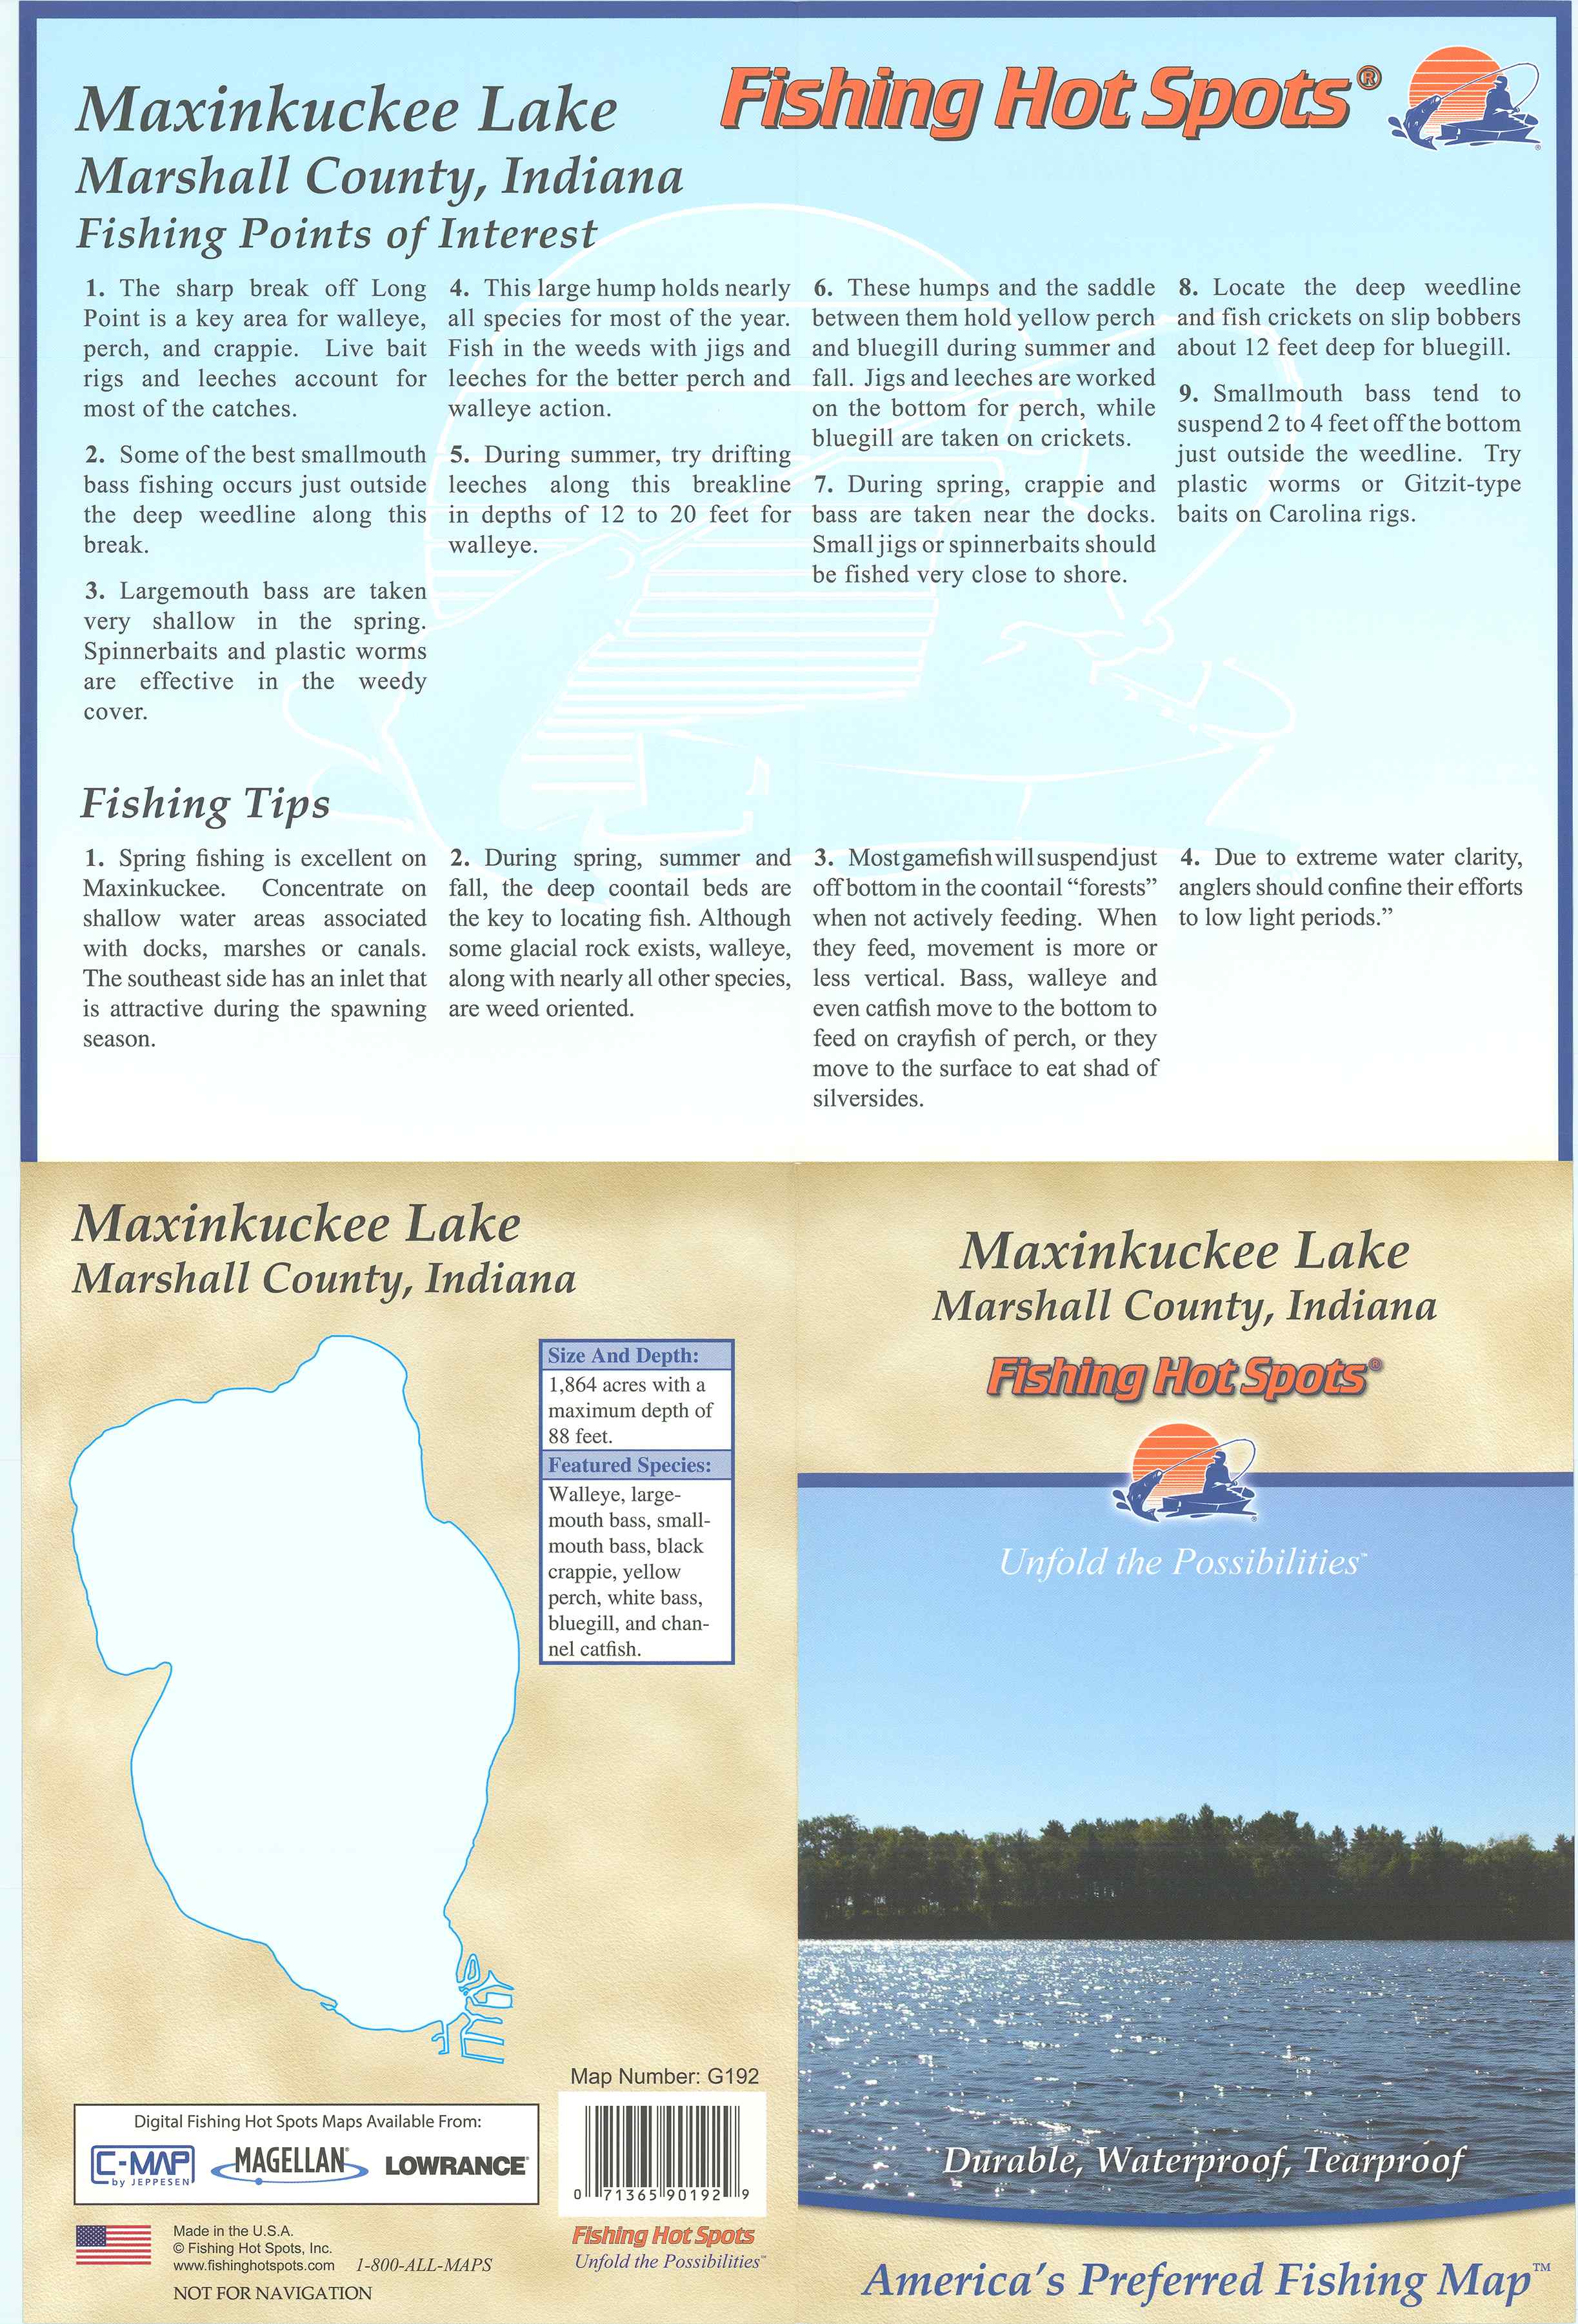 Maxinkuckee Lake
Marshall County, Indiana
Fishing Points of Interest
Fishing Hot Spots®
1. The sharp break off Long
Point is a key area for walleye,
perch, and crappie. Live bait
rigs and leeches account for
most of the catches.
2. Some of the best smallmouth
bass fishing occurs just outside
the deep weedline along this
break.
3. Largemouth bass are taken
very shallow in the spring.
Spinnerbaits and plastic worms
are effective in the weedy
cover.
4. This large hump holds nearly
all species for most of the year.
Fish in the weeds with jigs and
leeches for the better perch and
walleye action.
5. During summer, try drifting
leeches along this breakline
in depths of 12 to 20 feet for
walleye.
6. These humps and the saddle
between them hold yellow perch
and bluegill during summer and
fall. Jigs and leeches are worked
on the bottom for perch, while
bluegill are taken on crickets.
7. During spring, crappie and
bass are taken near the docks.
Small jigs or spinnerbaits should
be fished very close to shore.
8. Locate the deep weedline
and fish crickets on slip bobbers
about 12 feet deep for bluegill.
9. Smallmouth bass tend to
suspend 2 to 4 feet off the bottom
just outside the weedline. Try
plastic worms or Gitzit-type
baits on Carolina rigs.
Fishing Tips
1. Spring fishing is excellent on
Maxinkuckee. Concentrate on
shallow water areas associated
with docks, marshes or canals.
The southeast side has an inlet that
is attractive during the spawning
season.
2. During spring, summer and
fall, the deep coontail beds are
the key to locating fish. Although
some glacial rock exists, walleye,
along with nearly all other species,
are weed oriented.
3. Most gamefish will suspend just
off bottom in the coontail “forests”
when not actively feeding. When
they feed, movement is more or
less vertical. Bass, walleye and
even catfish move to the bottom to
feed on crayfish of perch, or they
move to the surface to eat shad of
silversides.
4. Due to extreme water clarity,
anglers should confine their efforts
to low light periods.”
Maxinkuckee Lake
Marshall County, Indiana
Size And Depth:
1,864 acres with a
maximum depth of
88 feet.
Featured Species:
Walleye, large-
mouth bass, small-
mouth bass, black
crappie, yellow
perch, white bass,
bluegill, and chan-
nel catfish.
Map Number: G192
0 71365 90192 9
Digital Fishing Hot Spots Maps Available From:
C-MAP
by JEPPESEN
MAGELLAN®
LOWRANCE®
Made in the U.S.A.
© Fishing Hot Spots, Inc.
www.fishinghotspots.com 1-800-ALL-MAPS
NOT FOR NAVIGATION
Fishing Hot Spots
Unfold the Possibilities™
Maxinkuckee Lake
Marshall County, Indiana
Fishing Hot Spots®
Unfold the Possibilities™
Durable, Waterproof, Tearproof
America's Preferred Fishing Map™